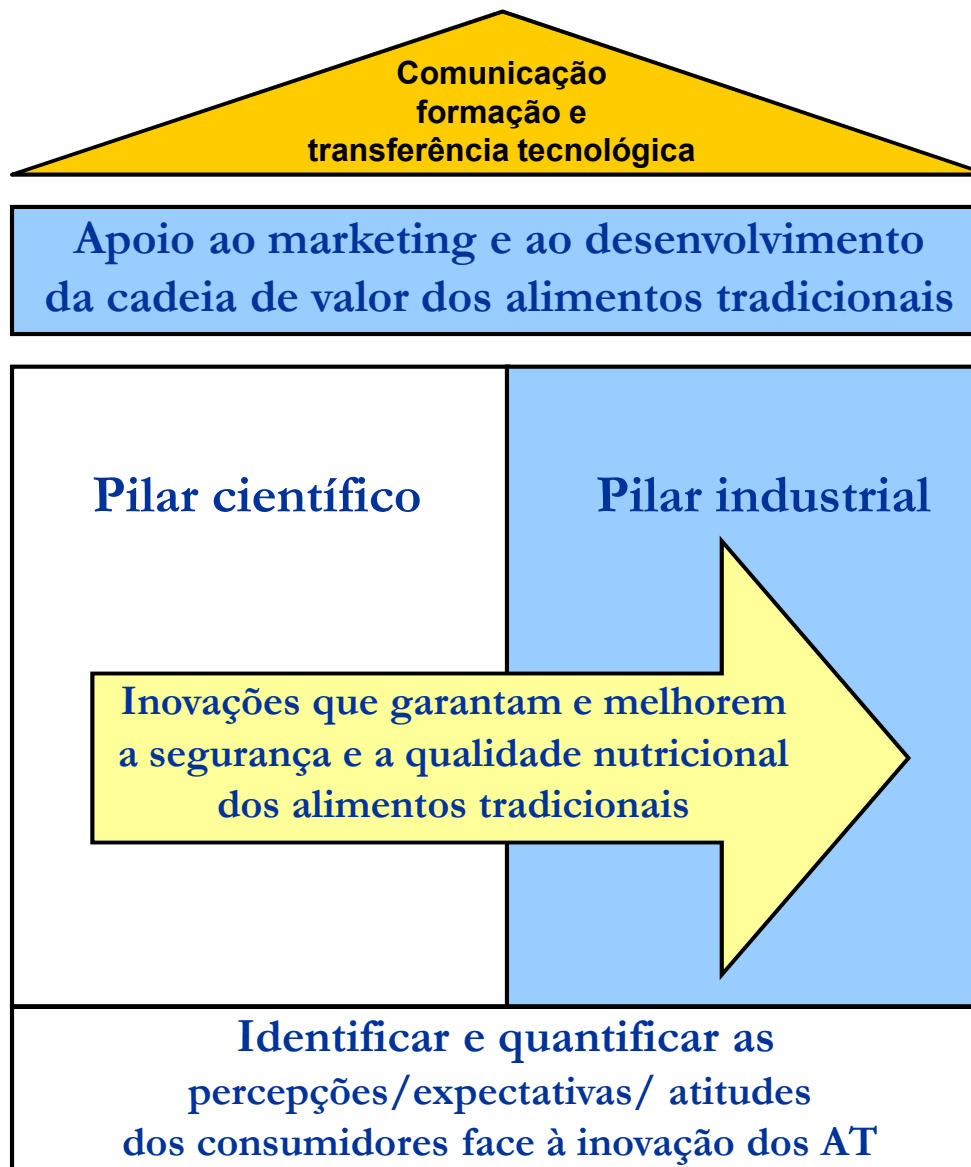 Comunicação
formação e
transferência tecnológica
Apoio ao marketing e ao desenvolvimento
da cadeia de valor dos alimentos tradicionais
Pilar científico
Pilar industrial
Inovações que garantam e melhorem
a segurança e a qualidade nutricional
dos alimentos tradicionais
Identificar e quantificar as
percepções/expectativas/ atitudes
dos consumidores face à inovação dos AT